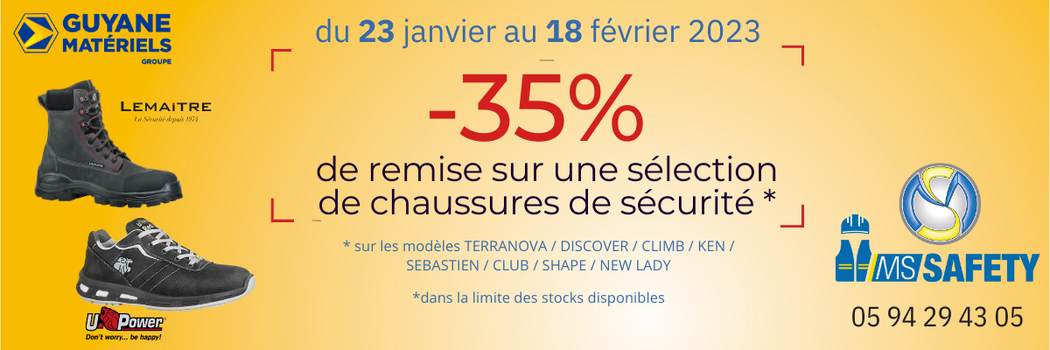 GUYANE
MATÉRIELS
GROUPE
du 23 janvier au 18 février 2023
LEMAITRE
La Sécurité depuis 1974
-35%
de remise sur une sélection
de chaussures de sécurité *
* sur les modèles TERRANOVA / DISCOVER / CLIMB / KEN /
SEBASTIEN / CLUB / SHAPE / NEW LADY
*dans la limite des stocks disponibles
U-Power
Don't worry... be happy!
MS SAFETY
05 94 29 43 05